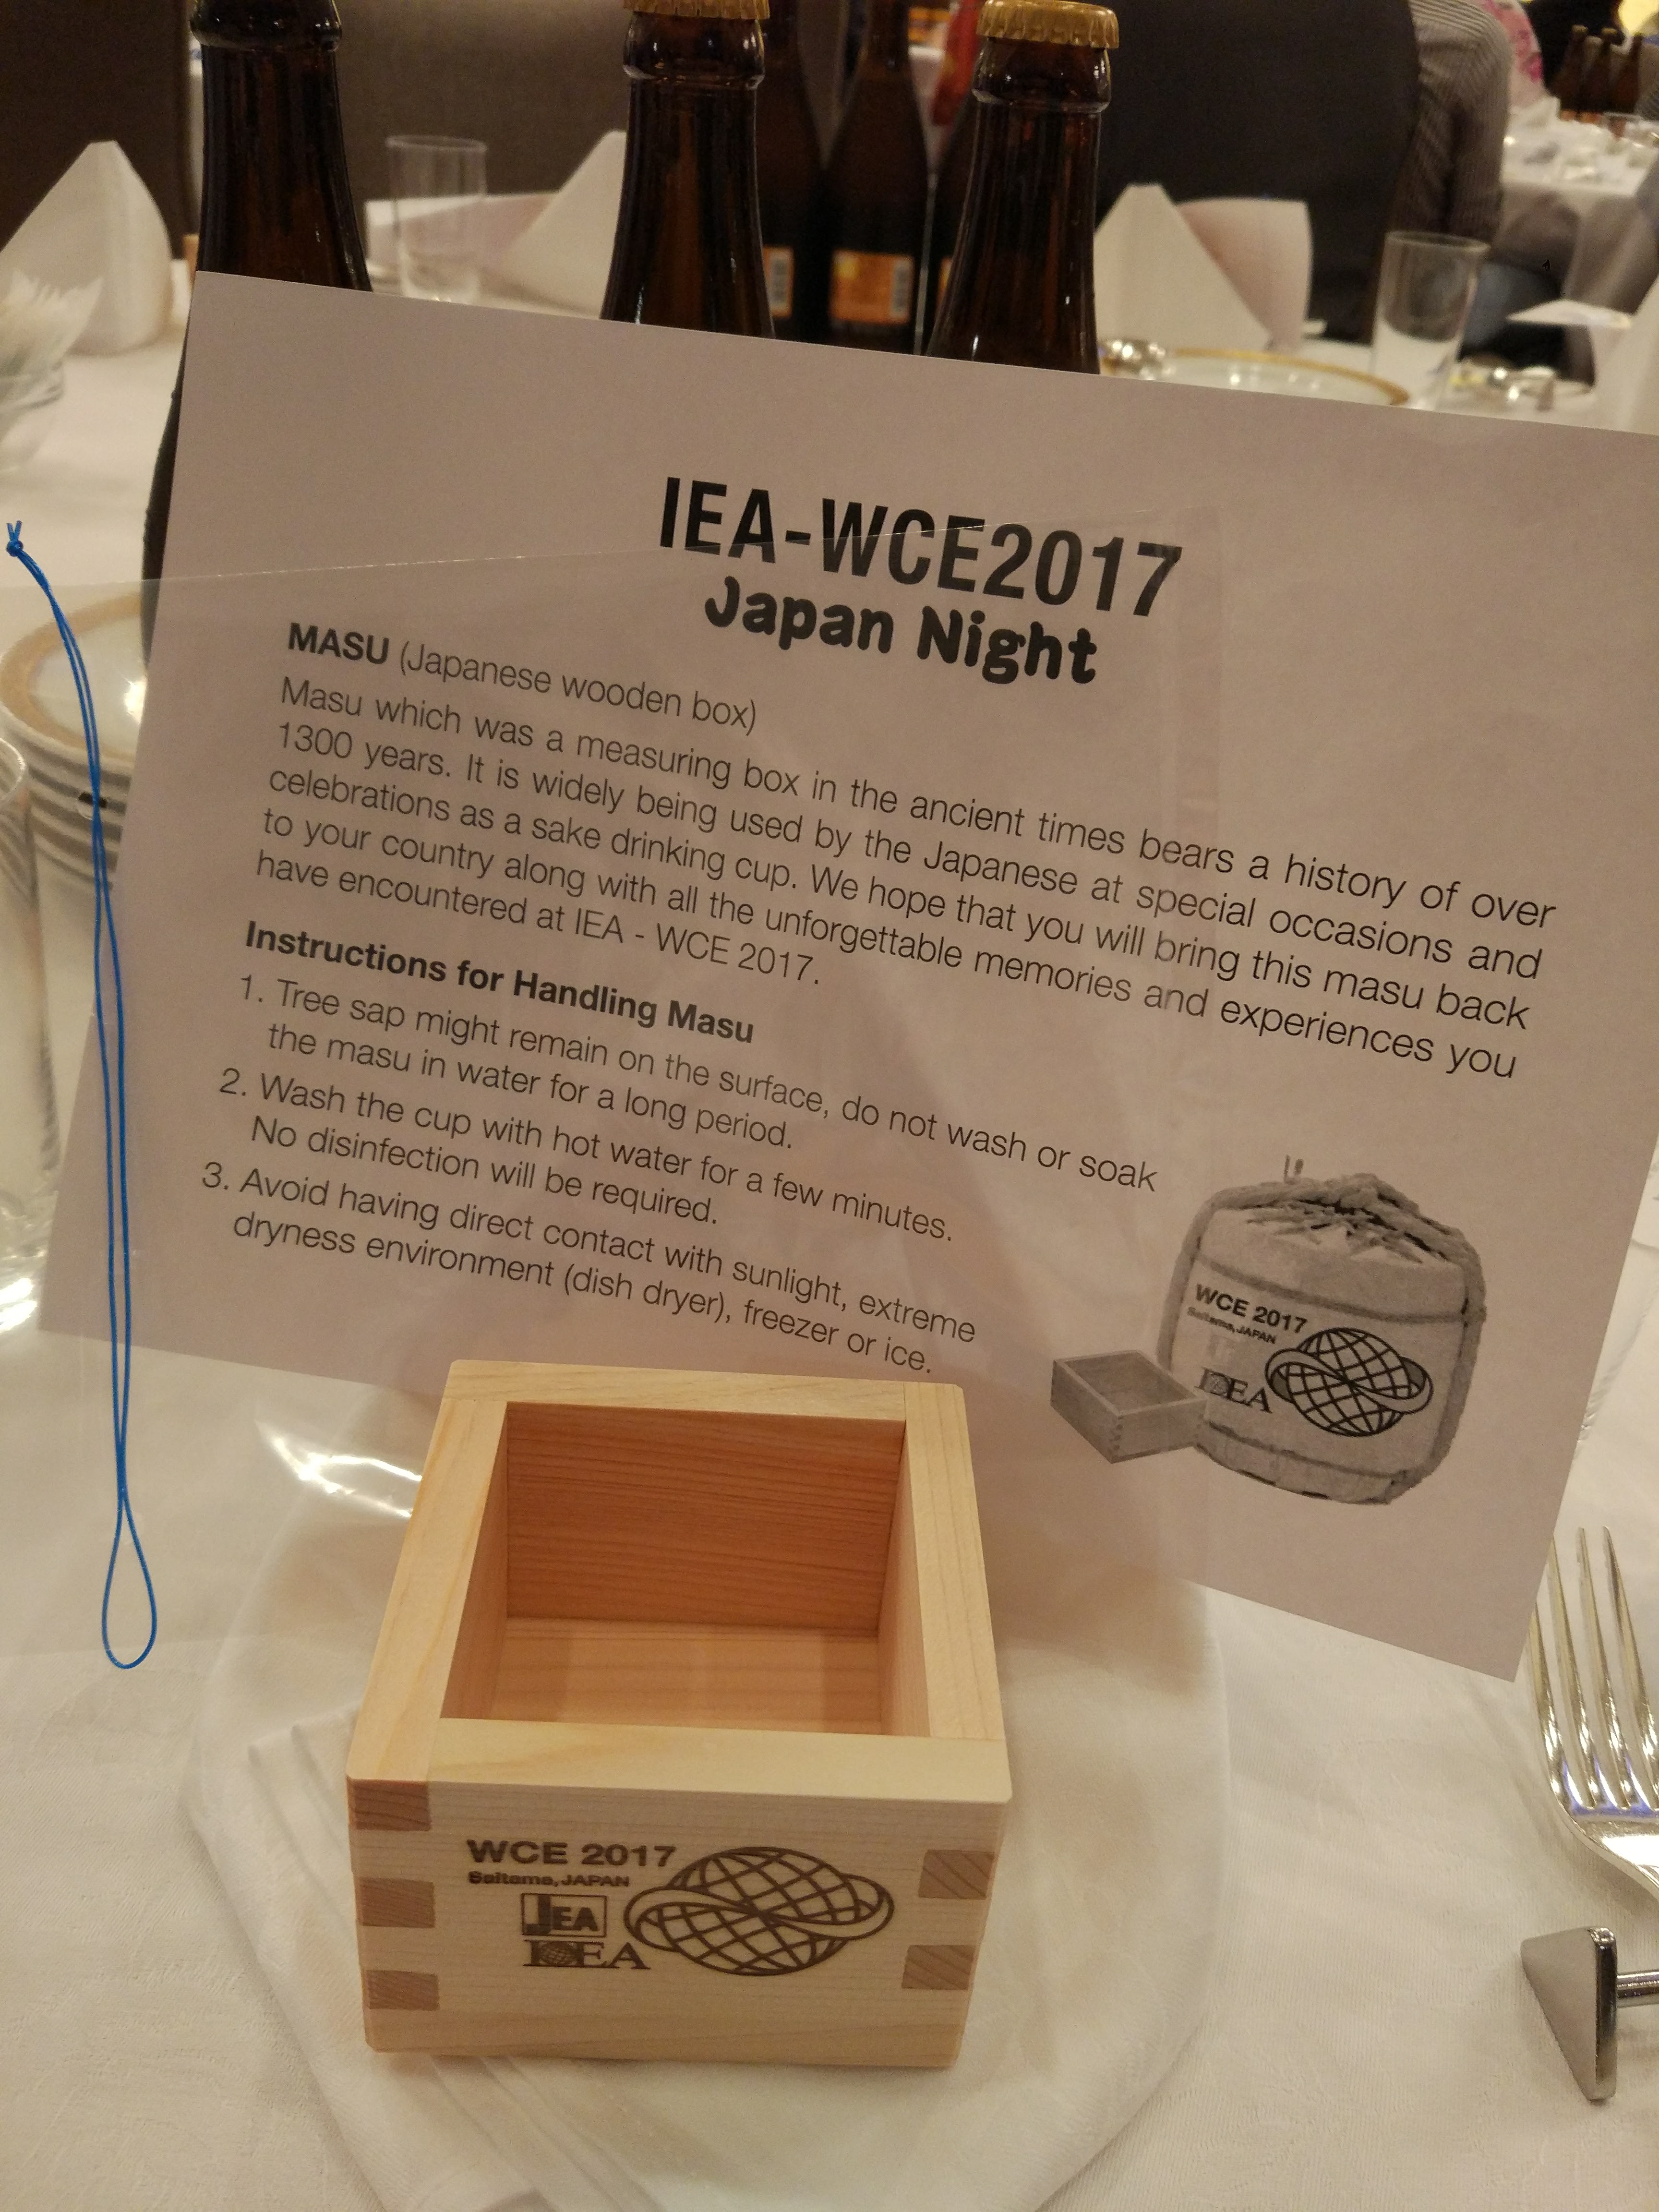 IEA-WCE2017
Japan Night
MASU (Japanese wooden box)
Masu which was a measuring box in the ancient times bears a history of over
1300 years. It is widely being used by the Japanese at special occasions and
celebrations as a sake drinking cup. We hope that you will bring this masu back
to your country along with all the unforgettable memories and experiences you
have encountered at IEA - WCE 2017.
Instructions for Handling Masu
1. Tree sap might remain on the surface, do not wash or soak
the masu in water for a long period.
2. Wash the cup with hot water for a few minutes.
No disinfection will be required.
3. Avoid having direct contact with sunlight, extreme
dryness environment (dish dryer), freezer or ice.
WCE 2017
Saitama, JAPAN
IEA
WCE 2017
Saitama, JAPAN
JEA
IEA